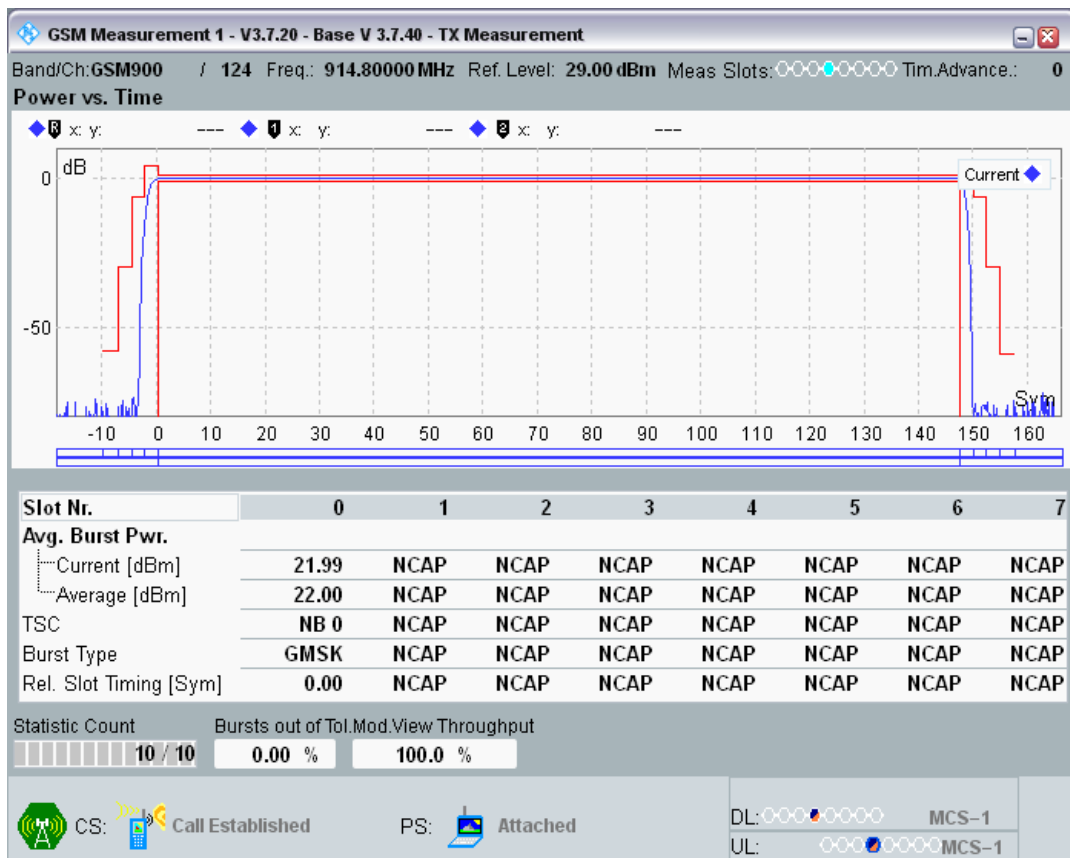 GSM Measurement 1 - V3.7.20 - Base V 3.7.40 - TX Measurement
Band/Ch:GSM900 / 124 Freq.: 914.80000 MHz Ref. Level: 29.00 dBm Meas Slots: Tim.Advance.: 0
Power vs. Time
R x: y: --- 1 x: y: --- 2 x: y: ---
dB
Current
0
-50
Sym
-10 0 10 20 30 40 50 60 70 80 90 100 110 120 130 140 150 160
Slot Nr. 0 1 2 3 4 5 6 7
Avg. Burst Pwr.
Current [dBm] 21.99 NCAP NCAP NCAP NCAP NCAP NCAP NCAP
Average [dBm] 22.00 NCAP NCAP NCAP NCAP NCAP NCAP NCAP
TSC NB 0 NCAP NCAP NCAP NCAP NCAP NCAP NCAP
Burst Type GMSK NCAP NCAP NCAP NCAP NCAP NCAP NCAP
Rel. Slot Timing [Sym] 0.00 NCAP NCAP NCAP NCAP NCAP NCAP NCAP
Statistic Count Bursts out of Tol.Mod.View Throughput
10 / 10 0.00 % 100.0 %
CS: Call Established PS: Attached
DL: MCS-1
UL: MCS-1